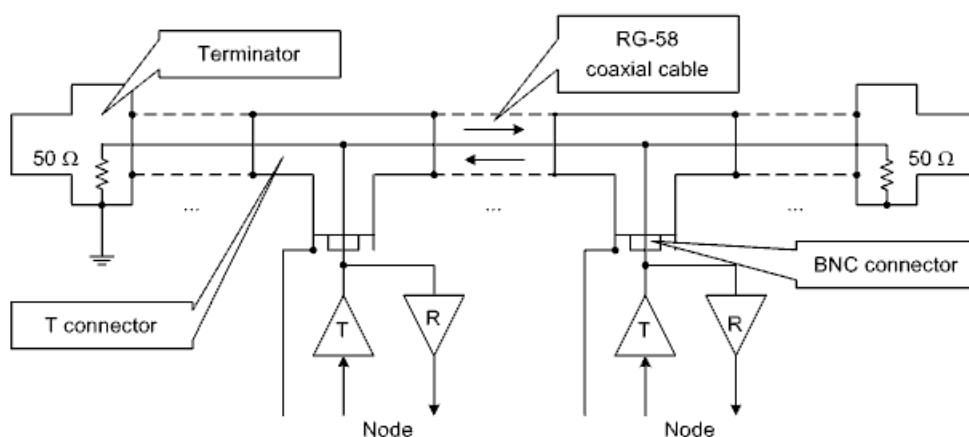 Terminator
RG-58
coaxial cable
50 Ω
50 Ω
...
...
...
T connector
BNC connector
T
R
T
R
Node
Node